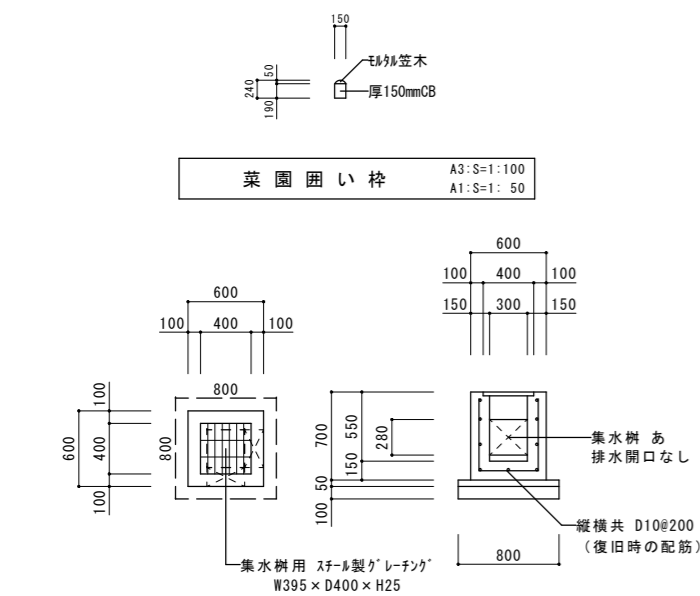 150
50
240
190
ﾓﾙﾀﾙ笠木
厚150mmCB
菜園囲い枠
A3:S=1:100
A1:S=1: 50
600
100 400 100
150 300 150
600
100 400 100
800
100
600
400
100
800
700
550
280
150
50
100
集水桝 あ
排水開口なし
縦横共 D10@200
(復旧時の配筋)
800
集水桝用 ｽﾁｰﾙ製ｸﾞﾚｰﾁﾝｸﾞ
W395×D400×H25